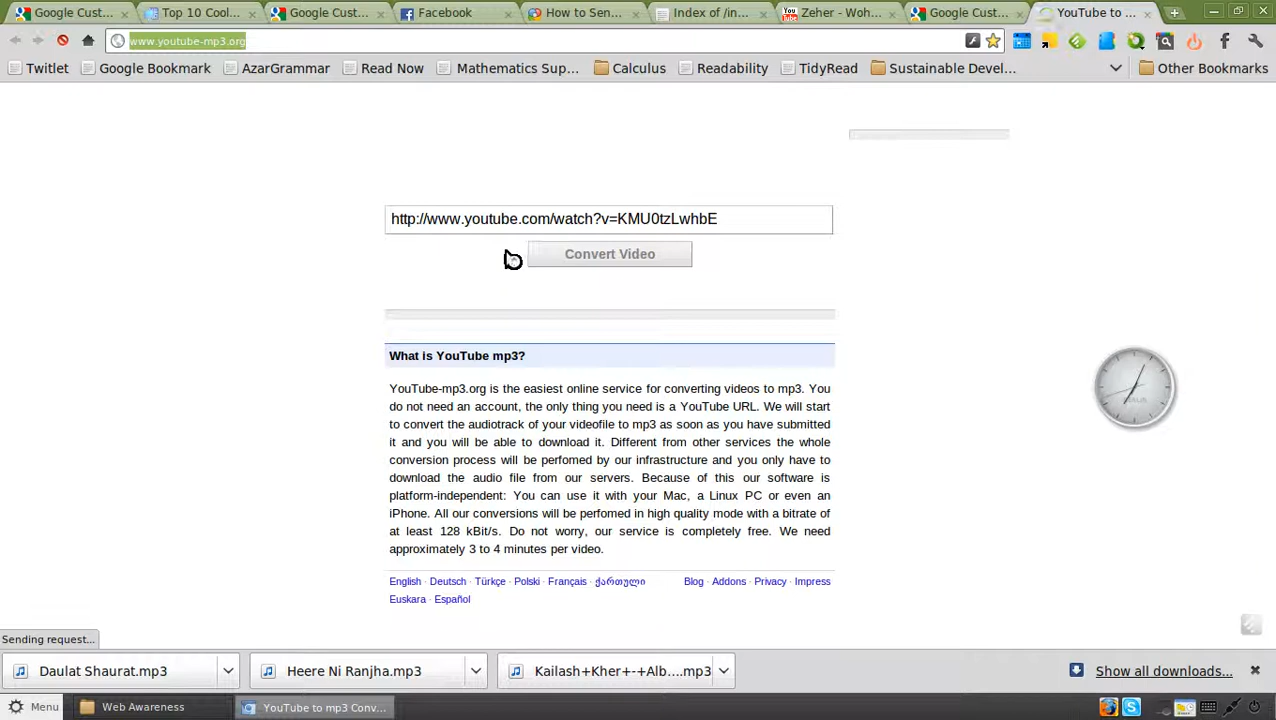 Google Cust...
Top 10 Cool...
Google Cust...
Facebook
How to Sen...
Index of /in...
Zeher - Woh...
Google Cust...
YouTube to ...
www.youtube-mp3.org
Twitlet
Google Bookmark
AzarGrammar
Read Now
Mathematics Sup...
Calculus
Readability
TidyRead
Sustainable Devel...
Other Bookmarks
http://www.youtube.com/watch?v=KMU0tzLwhbE
Convert Video
What is YouTube mp3?
YouTube-mp3.org is the easiest online service for converting videos to mp3. You
do not need an account, the only thing you need is a YouTube URL. We will start
to convert the audiotrack of your videofile to mp3 as soon as you have submitted
it and you will be able to download it. Different from other services the whole
conversion process will be perfomed by our infrastructure and you only have to
download the audio file from our servers. Because of this our software is
platform-independent: You can use it with your Mac, a Linux PC or even an
iPhone. All our conversions will be perfomed in high quality mode with a bitrate of
at least 128 kBit/s. Do not worry, our service is completely free. We need
approximately 3 to 4 minutes per video.
English · Deutsch · Türkçe · Polski · Français · ქართული
Euskara · Español
Blog · Addons · Privacy · Impress
Sending request...
Daulat Shaurat.mp3
Heere Ni Ranjha.mp3
Kailash+Kher+-+Alb....mp3
Show all downloads...
Menu
Web Awareness
YouTube to mp3 Conv...